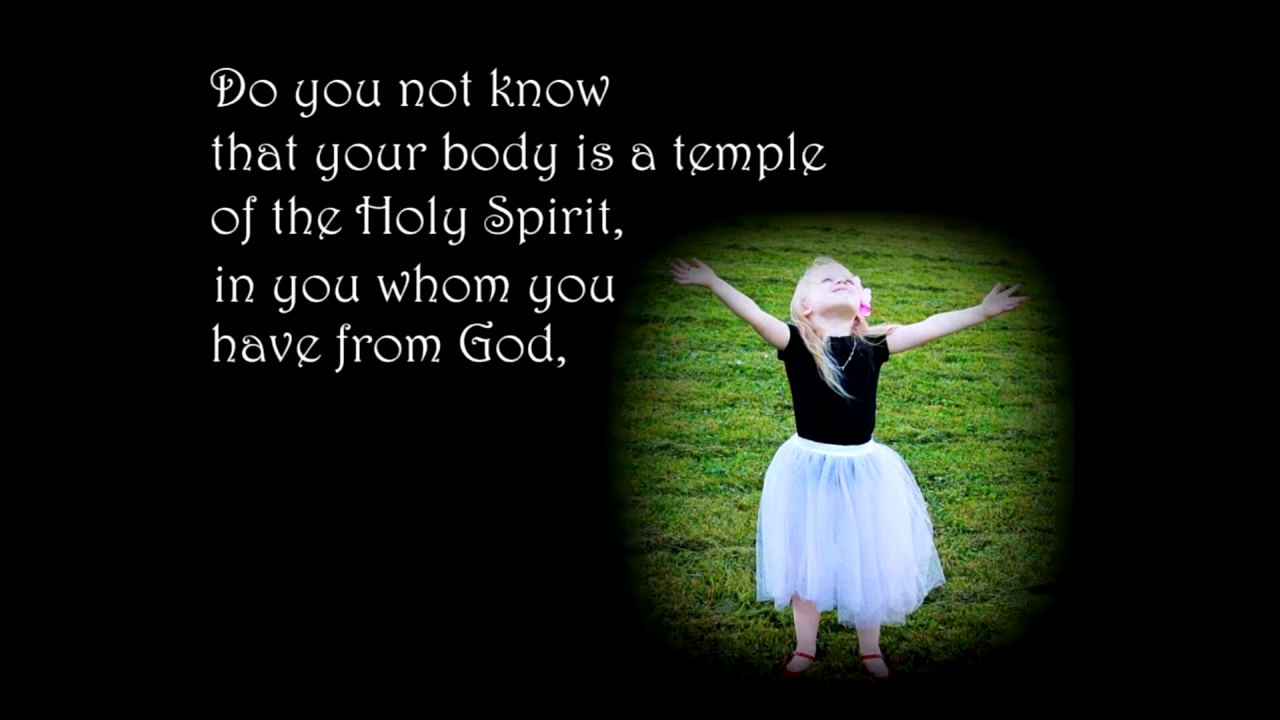 Do you not know
that your body is a temple
of the Holy Spirit,
in you whom you
have from God,